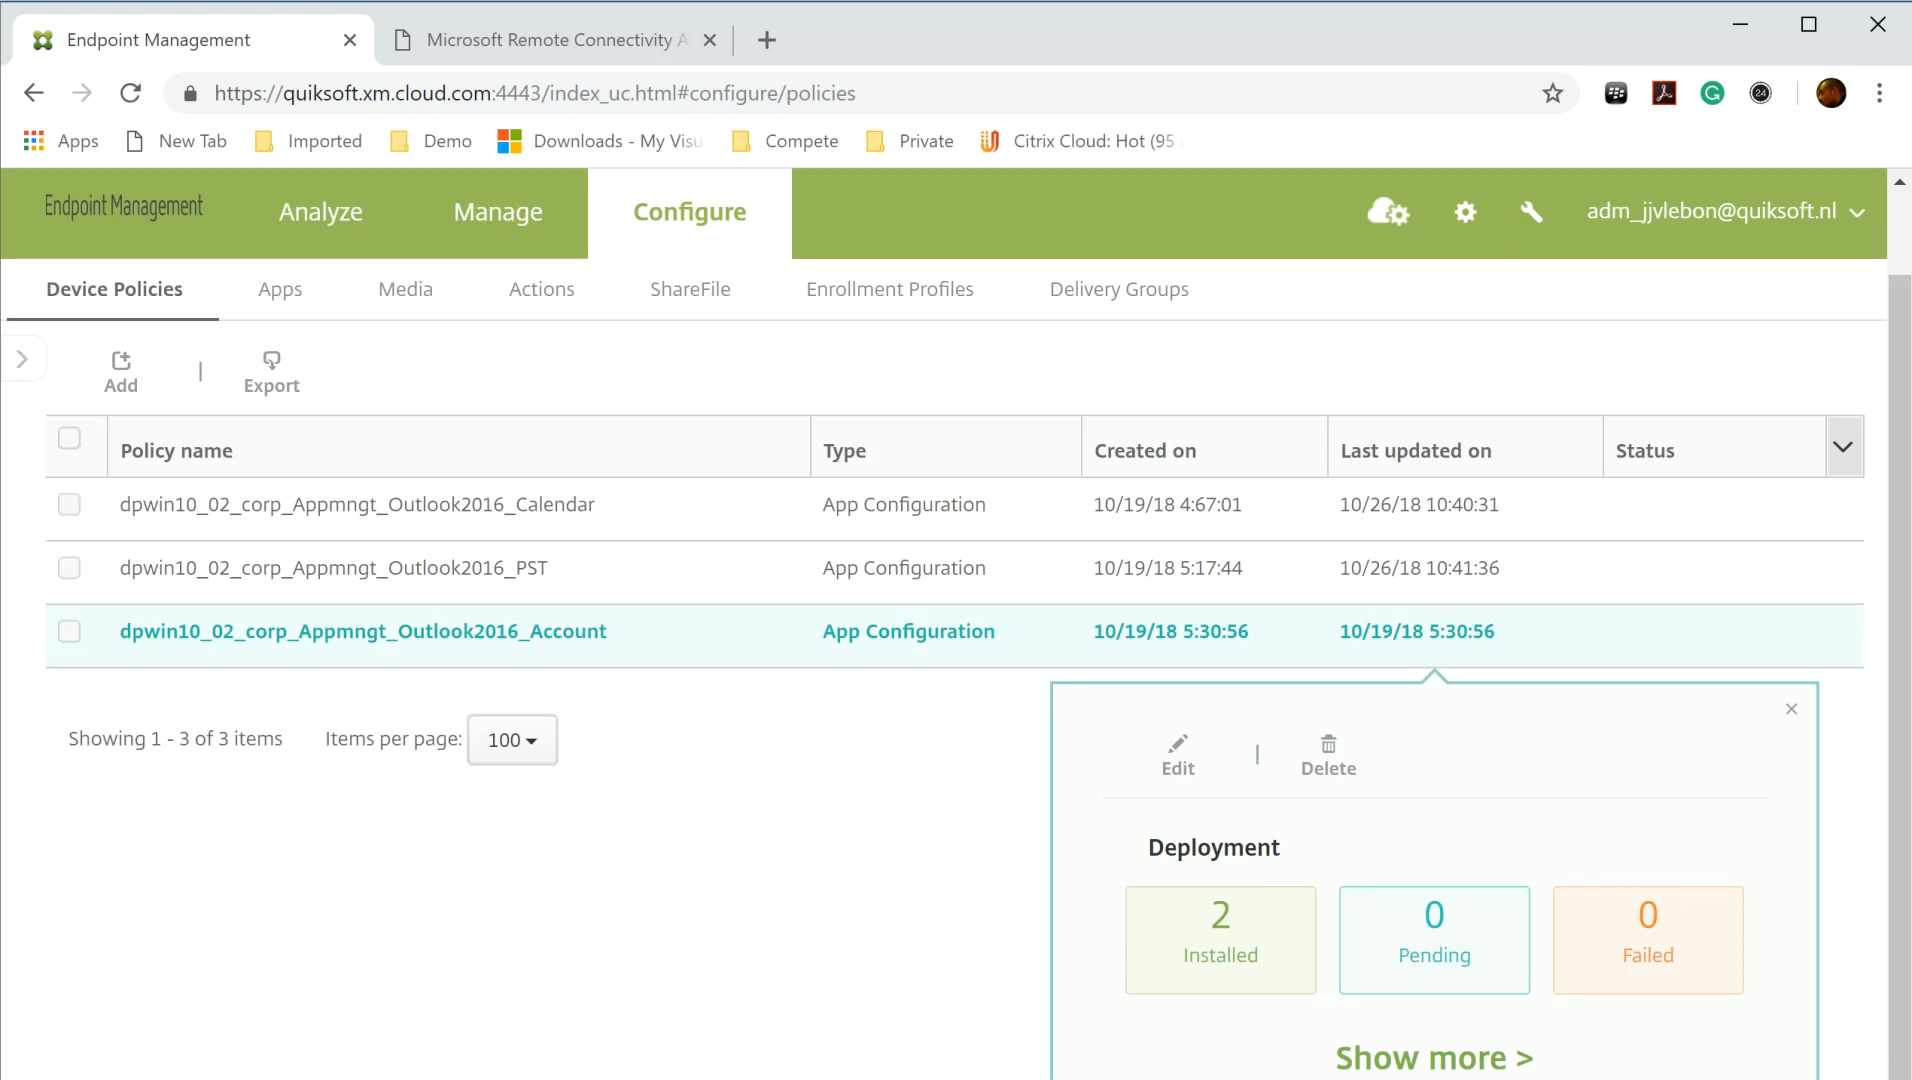 Endpoint Management
Microsoft Remote Connectivity A
https://quiksoft.xm.cloud.com:4443/index_uc.html#configure/policies
24
Apps
New Tab
Imported
Demo
Downloads - My Visu
Compete
Private
Citrix Cloud: Hot (95
Endpoint Management
Analyze
Manage
Configure
adm_jjvlebon@quiksoft.nl
Device Policies
Apps
Media
Actions
ShareFile
Enrollment Profiles
Delivery Groups
Add
|
Export
Policy name Type Created on Last updated on Status
dpwin10_02_corp_Appmngt_Outlook2016_Calendar App Configuration 10/19/18 4:67:01 10/26/18 10:40:31
dpwin10_02_corp_Appmngt_Outlook2016_PST App Configuration 10/19/18 5:17:44 10/26/18 10:41:36
dpwin10_02_corp_Appmngt_Outlook2016_Account App Configuration 10/19/18 5:30:56 10/19/18 5:30:56
Showing 1 - 3 of 3 items Items per page: 100
Edit
|
Delete
Deployment
2
Installed
0
Pending
0
Failed
Show more >